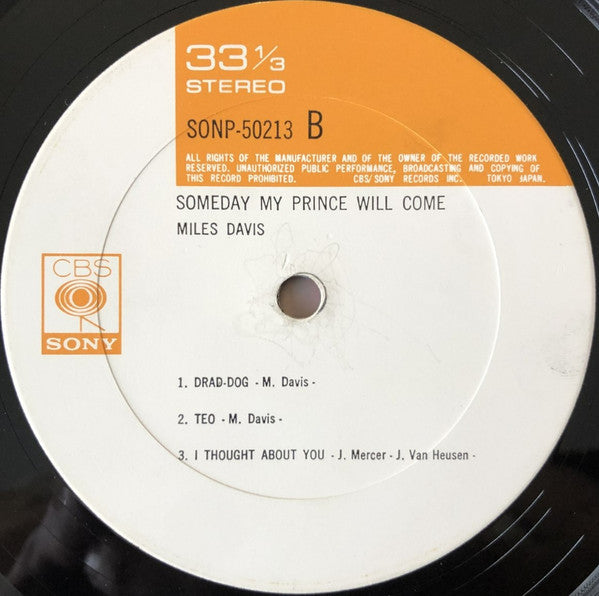 33 1/3
STEREO
SONP-50213 B
ALL RIGHTS OF THE MANUFACTURER AND OF THE OWNER OF THE RECORDED WORK
RESERVED. UNAUTHORIZED PUBLIC PERFORMANCE, BROADCASTING AND COPYING OF
THIS RECORD PROHIBITED. CBS/SONY RECORDS INC. TOKYO JAPAN.
SOMEDAY MY PRINCE WILL COME
MILES DAVIS
CBS
SONY
1. DRAD-DOG - M. Davis -
2. TEO - M. Davis -
3. I THOUGHT ABOUT YOU - J. Mercer - J. Van Heusen -